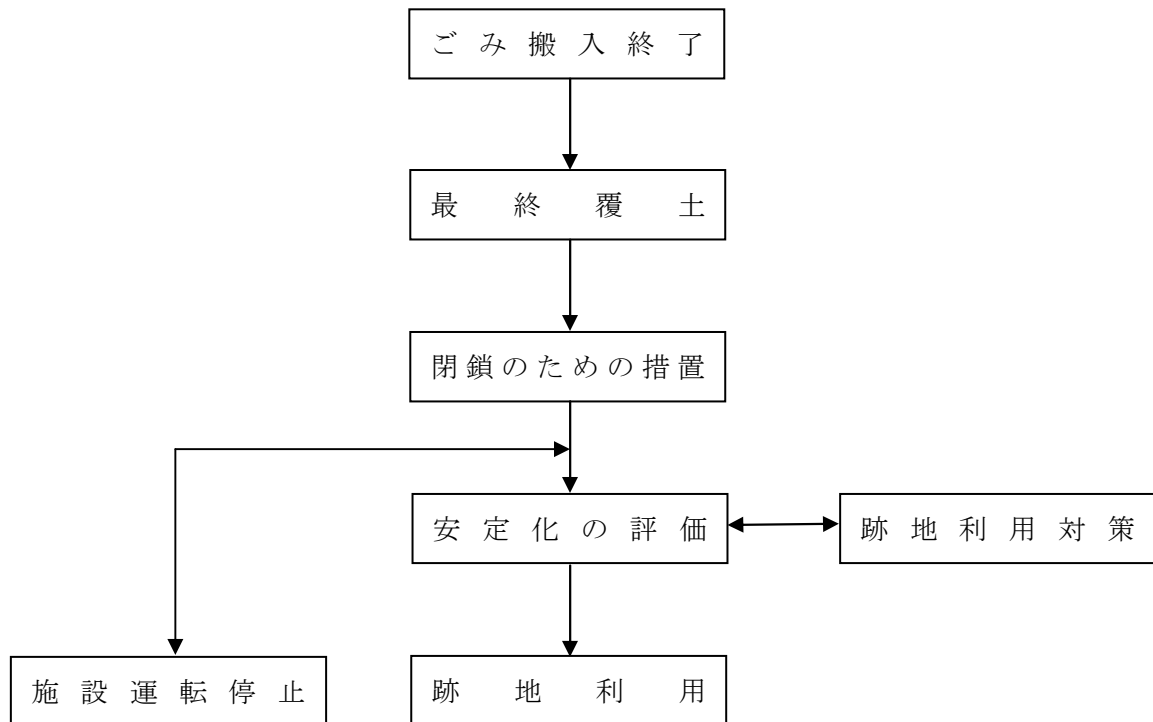 ごみ搬入終了
最終覆土
閉鎖のための措置
安定化の評価
跡地利用対策
施設運転停止
跡地利用